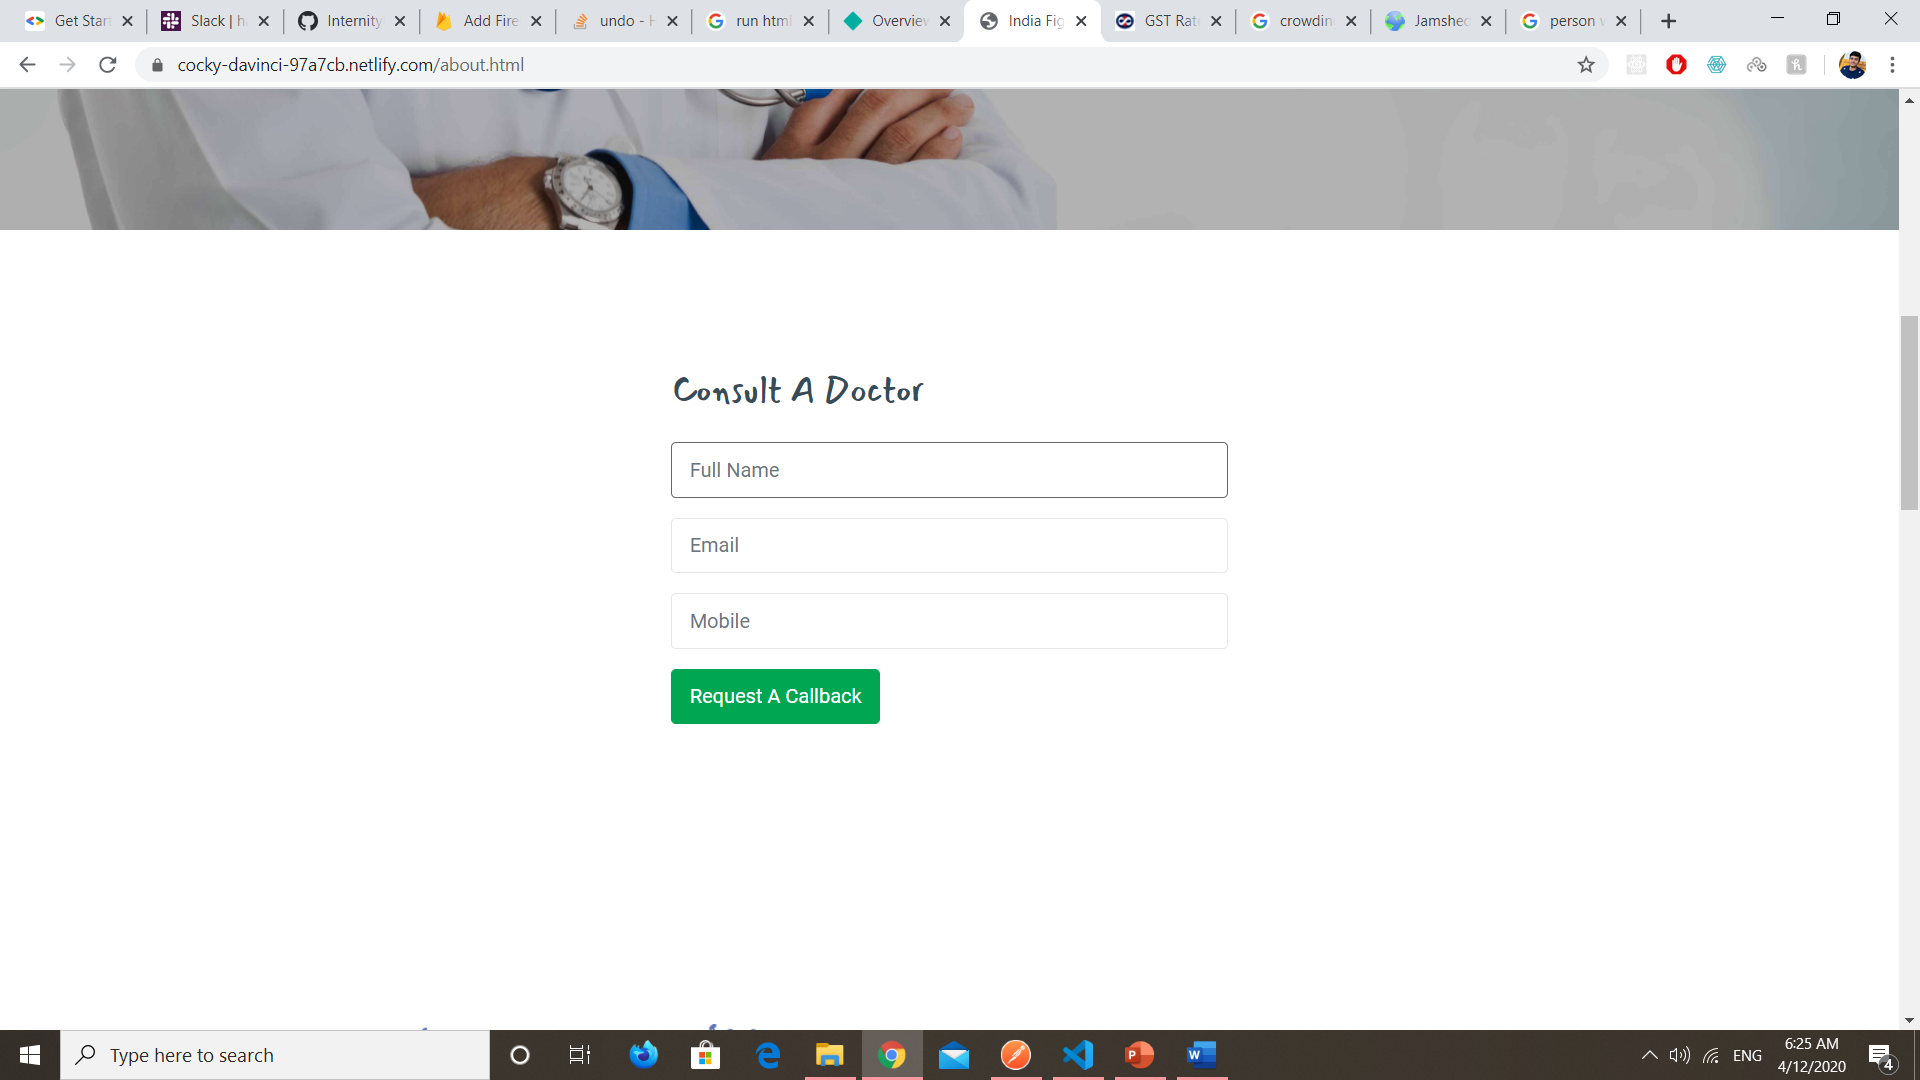 Get Star
Slack | h
Internity
Add Fire
undo - H
run html
Overview
India Fig
GST Rate
crowdin
Jamshed
person w
cocky-davinci-97a7cb.netlify.com/about.html
Consult A Doctor
Full Name
Email
Mobile
Request A Callback
Type here to search
ENG
6:25 AM
4/12/2020
4